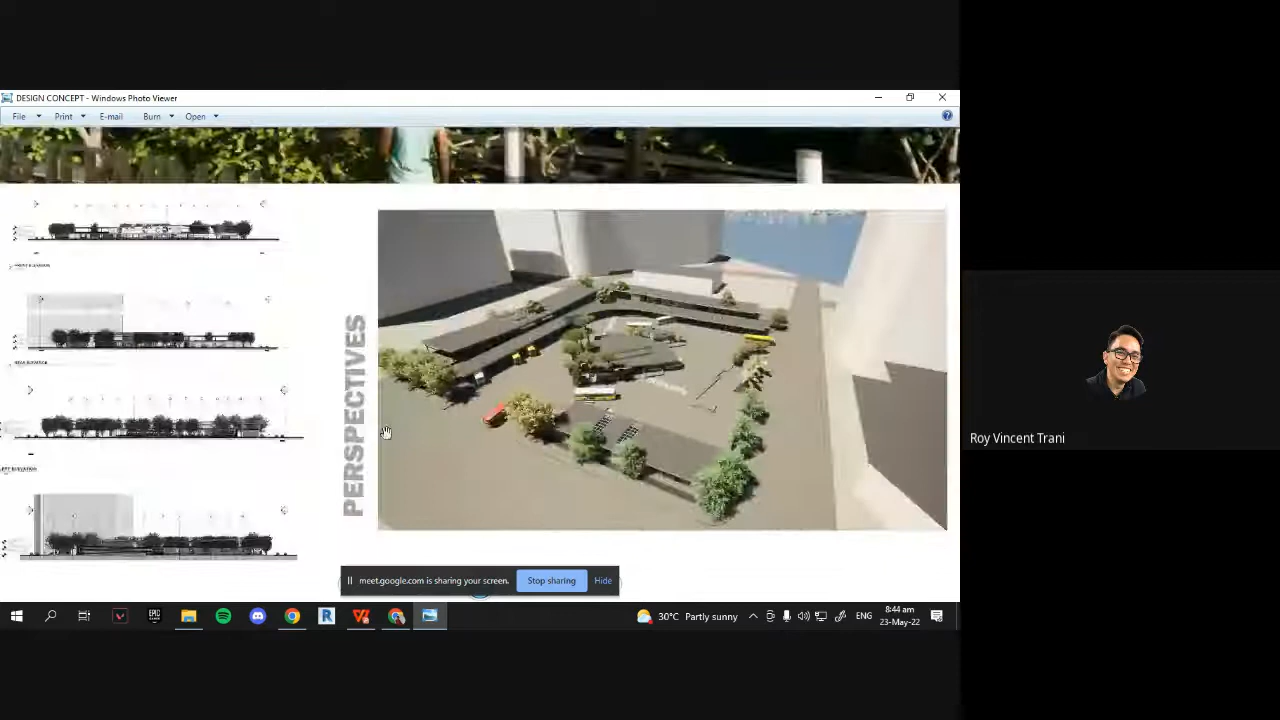 DESIGN CONCEPT - Windows Photo Viewer
File Print E-mail Burn Open
PERSPECTIVES
Roy Vincent Trani
meet.google.com is sharing your screen. Stop sharing Hide
30°C Partly sunny ENG
8:44 am
23-May-22